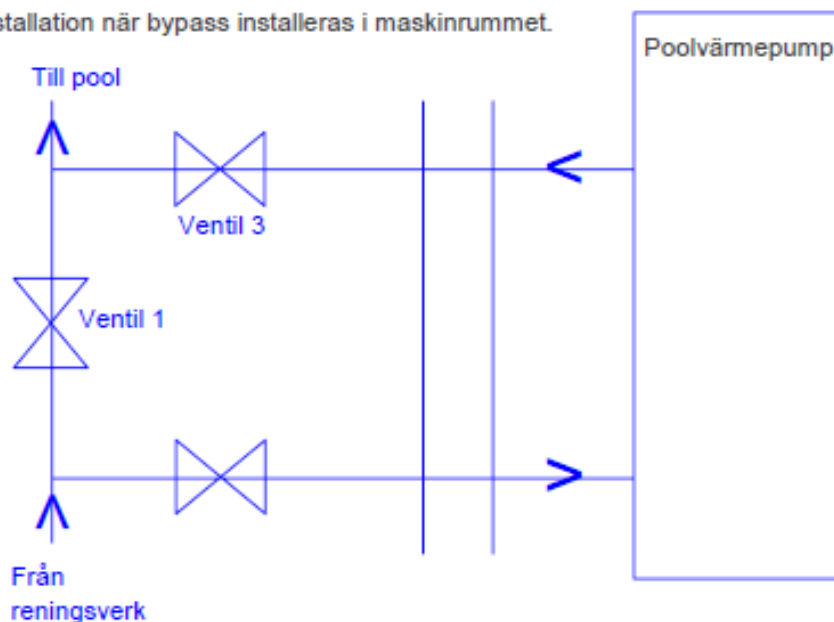 stallation när bypass installeras i maskinrummet.
Poolvärmepump
Till pool
Ventil 3
Ventil 1
Från
reningsverk